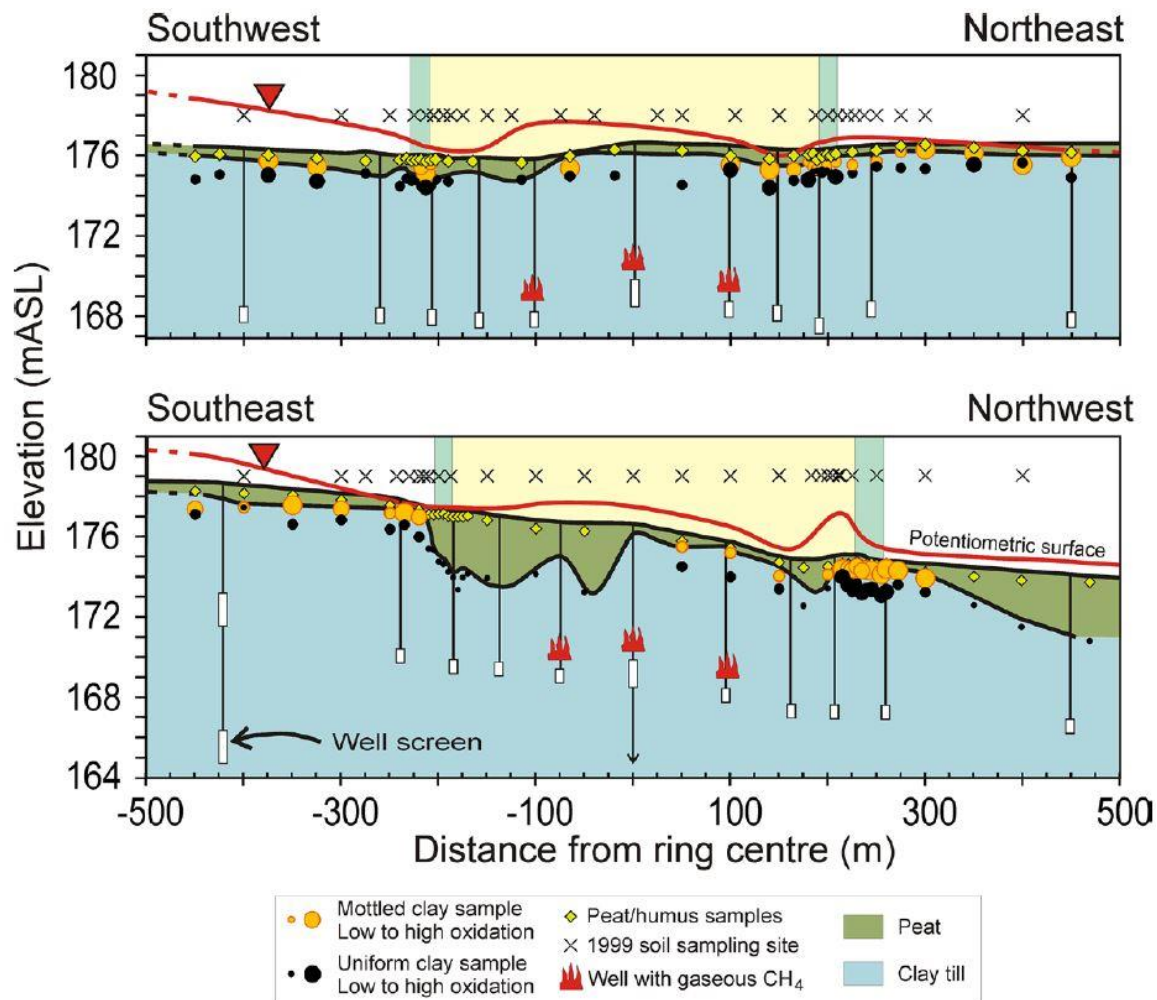 Southwest
Northeast
180
176
172
168
Elevation (mASL)
Southeast
Northwest
180
176
172
168
164
Potentiometric surface
Well screen
-500
-300
-100
100
300
500
Distance from ring centre (m)
Mottled clay sample
Low to high oxidation
Uniform clay sample
Low to high oxidation
Peat/humus samples
1999 soil sampling site
Well with gaseous CH₄
Peat
Clay till